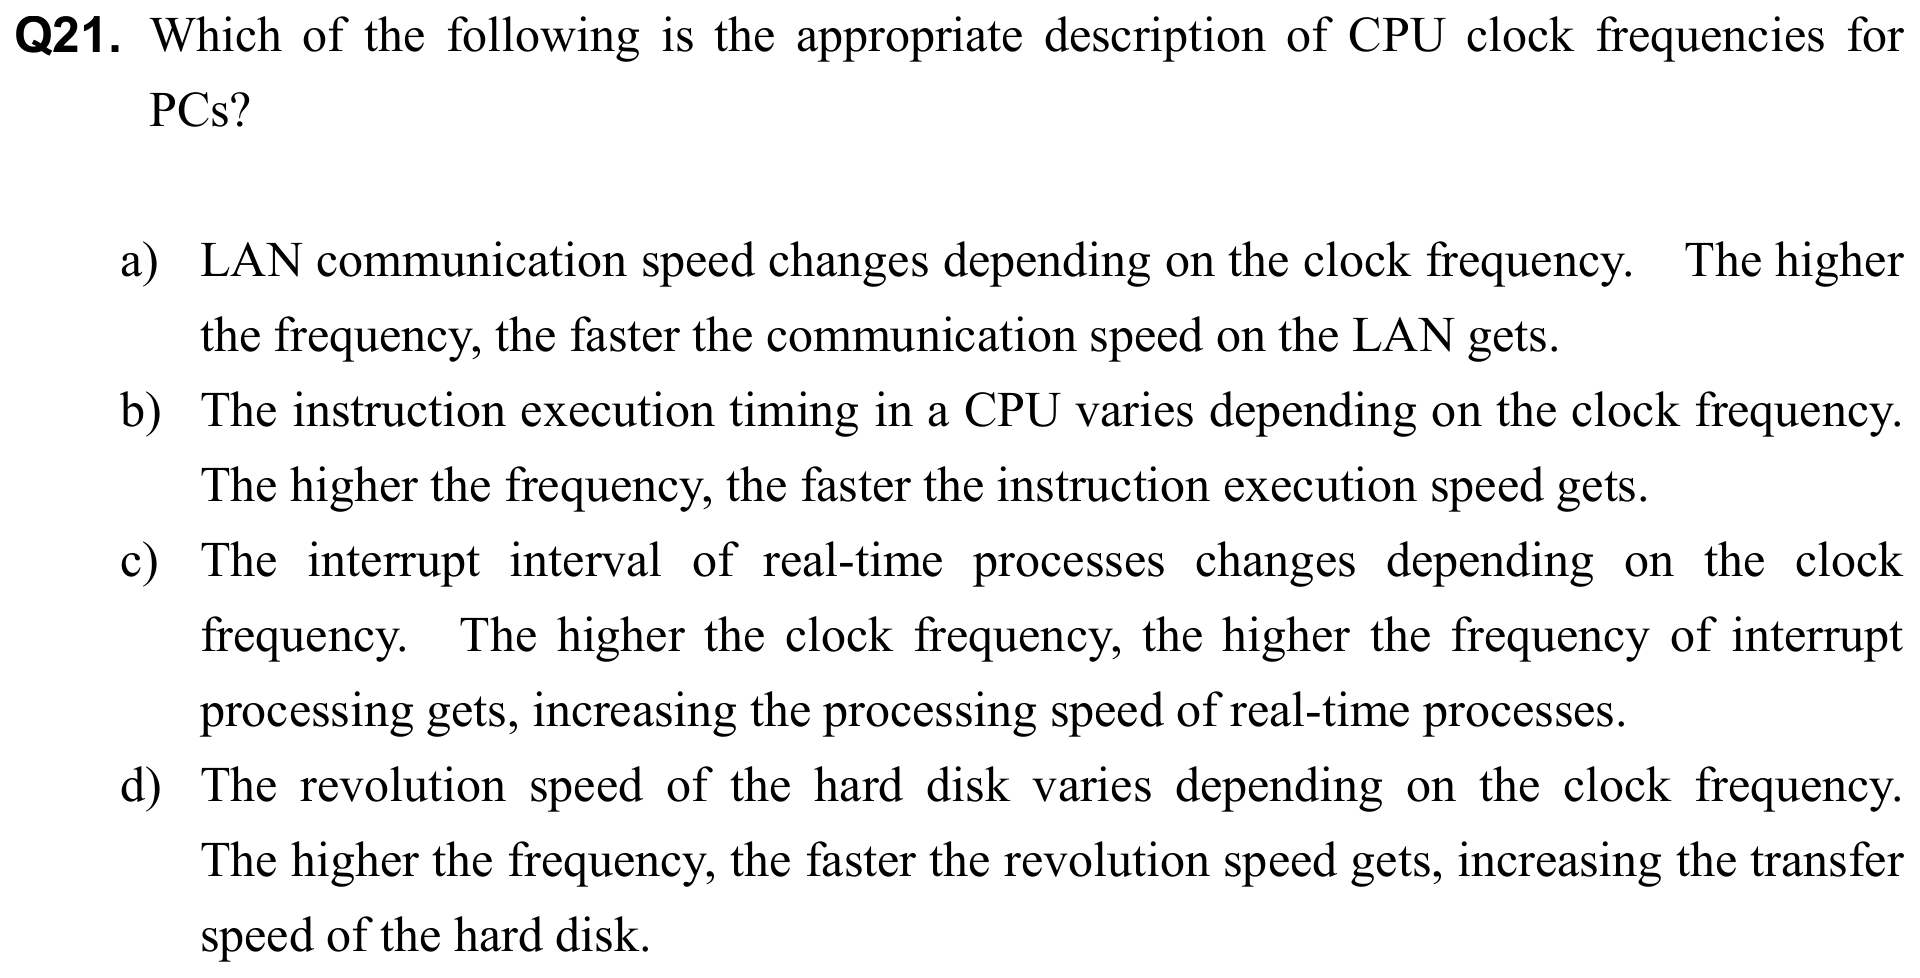 Q21. Which of the following is the appropriate description of CPU clock frequencies for
PCs?
a) LAN communication speed changes depending on the clock frequency. The higher
the frequency, the faster the communication speed on the LAN gets.
b) The instruction execution timing in a CPU varies depending on the clock frequency.
The higher the frequency, the faster the instruction execution speed gets.
c) The interrupt interval of real-time processes changes depending on the clock
frequency. The higher the clock frequency, the higher the frequency of interrupt
processing gets, increasing the processing speed of real-time processes.
d) The revolution speed of the hard disk varies depending on the clock frequency.
The higher the frequency, the faster the revolution speed gets, increasing the transfer
speed of the hard disk.